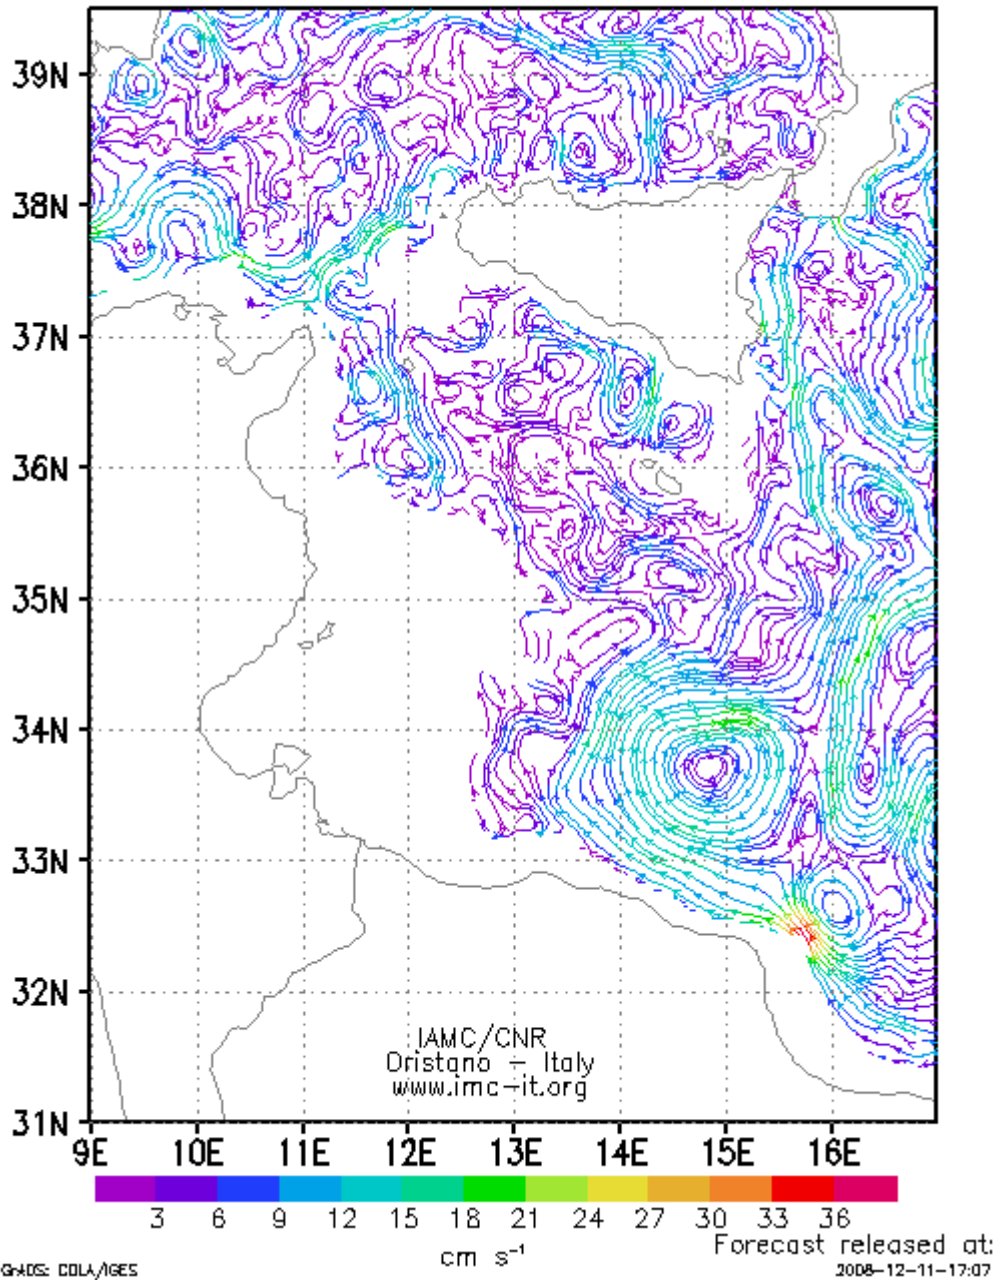 39N
38N
37N
36N
35N
34N
33N
32N
31N
IAMC/CNR
Oristano – Italy
www.imc-it.org
9E 10E 11E 12E 13E 14E 15E 16E
3 6 9 12 15 18 21 24 27 30 33 36
cm s⁻¹
Forecast released at:
GrADS: COLA/IGES
2008-12-11-17:07